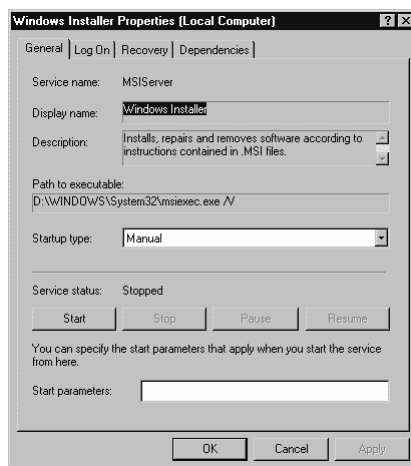 Windows Installer Properties (Local Computer)
General Log On Recovery Dependencies
Service name: MSIServer
Display name: Windows Installer
Description: Installs, repairs and removes software according to
instructions contained in .MSI files.
Path to executable:
D:\WINDOWS\System32\msiexec.exe /V
Startup type: Manual
Service status: Stopped
Start Stop Pause Resume
You can specify the start parameters that apply when you start the service
from here.
Start parameters:
OK Cancel Apply